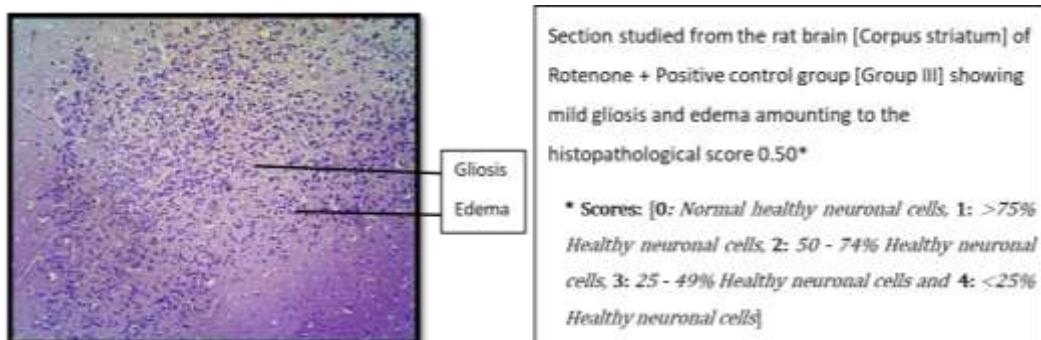 Gliosis
Edema
Section studied from the rat brain [Corpus striatum] of
Rotenone + Positive control group [Group III] showing
mild gliosis and edema amounting to the
histopathological score 0.50*
* Scores: [0: Normal healthy neuronal cells, 1: >75%
Healthy neuronal cells, 2: 50 - 74% Healthy neuronal
cells, 3: 25 - 49% Healthy neuronal cells and 4: <25%
Healthy neuronal cells]